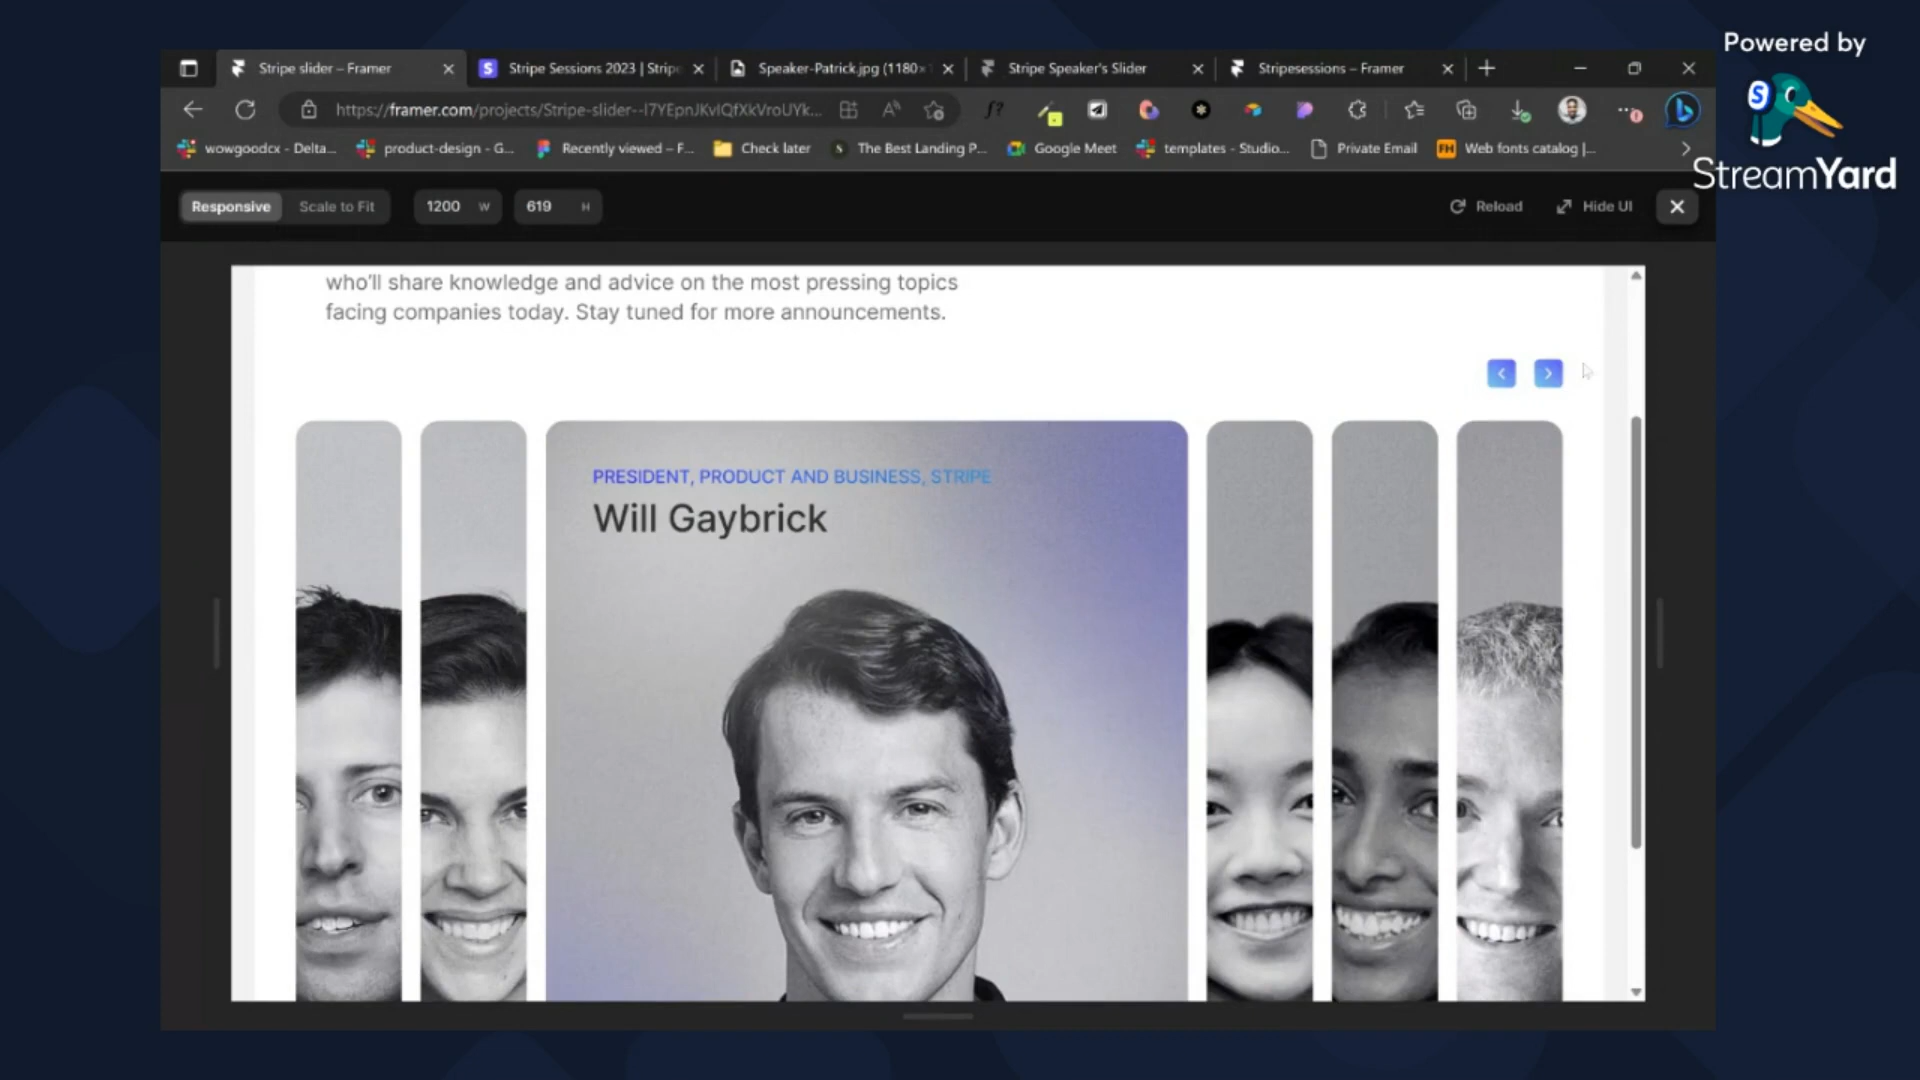 Powered by
StreamYard
Stripe slider – Framer
Stripe Sessions 2023 | Stripe
Speaker-Patrick.jpg (1180×
Stripe Speaker's Slider
Stripesessions – Framer
https://framer.com/projects/Stripe-slider--
wowgoodcx - Delta...
product-design - G...
Recently viewed – F...
Check later
The Best Landing P...
Google Meet
templates - Studio...
Private Email
FH
Web fonts catalog |...
Responsive
Scale to Fit
1200 W
619 H
Reload
Hide UI
who'll share knowledge and advice on the most pressing topics
facing companies today. Stay tuned for more announcements.
PRESIDENT, PRODUCT AND BUSINESS, STRIPE
Will Gaybrick